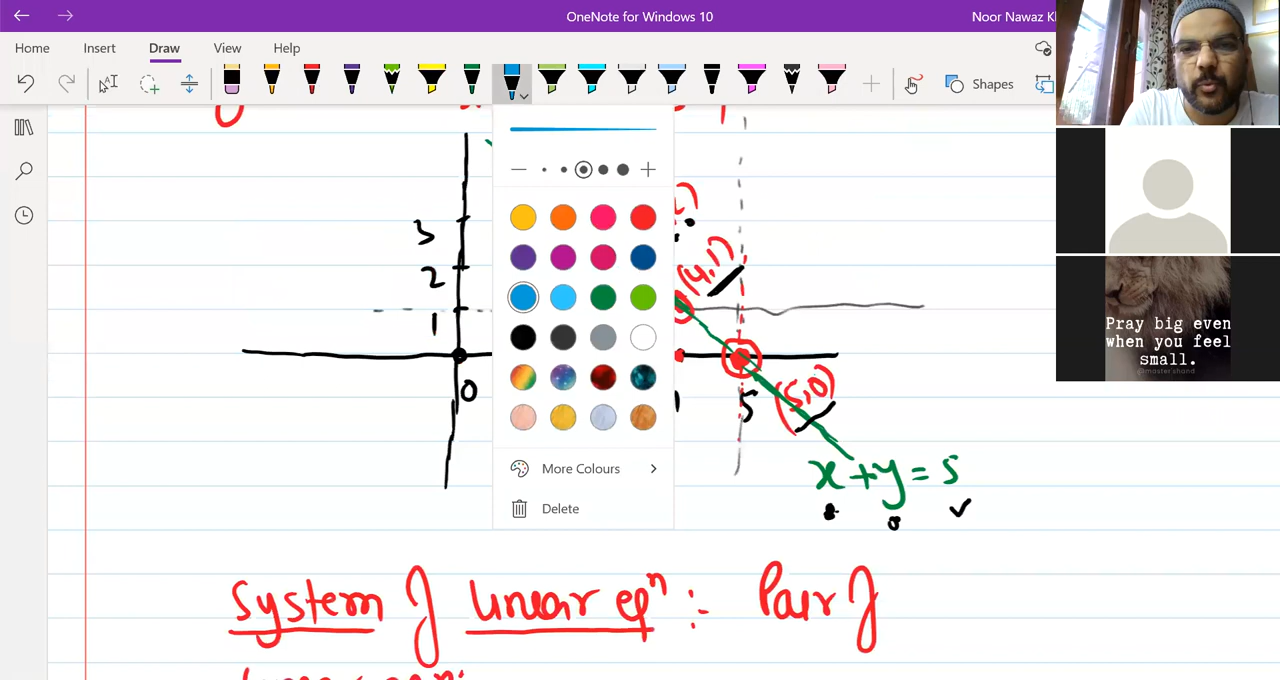 OneNote for Windows 10
Noor Nawaz Kh
Home Insert Draw View Help
Shapes
3
2
1
0
(4,1)
5
(5,0)
x+y=5
More Colours
Delete
System of linear eqⁿ :- Pair of
Pray big even
when you feel
small.
@mastershand